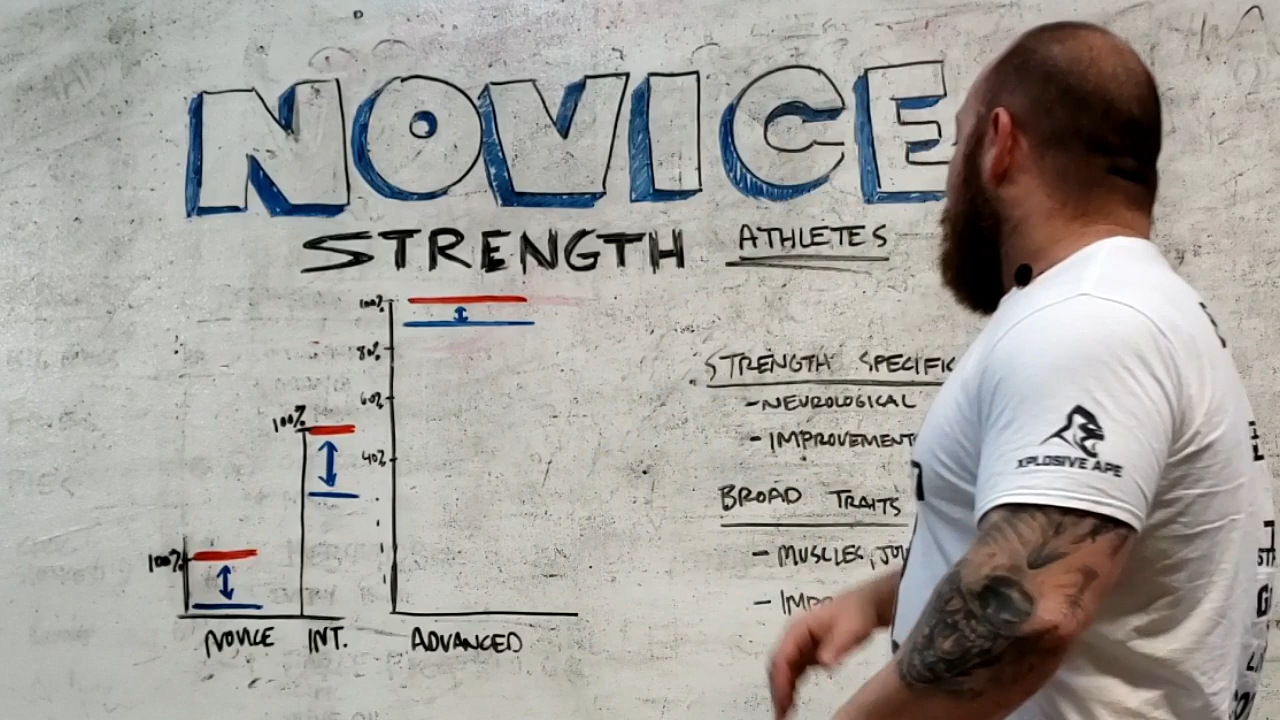 NOVICE
STRENGTH ATHLETES
100%
80%
60%
40%
100%
100%
NOVICE INT. ADVANCED
STRENGTH SPECIFIC
-NEUROLOGICAL
-IMPROVEMENT
BROAD TRAITS
-MUSCLES,
XPLOSIVE APE